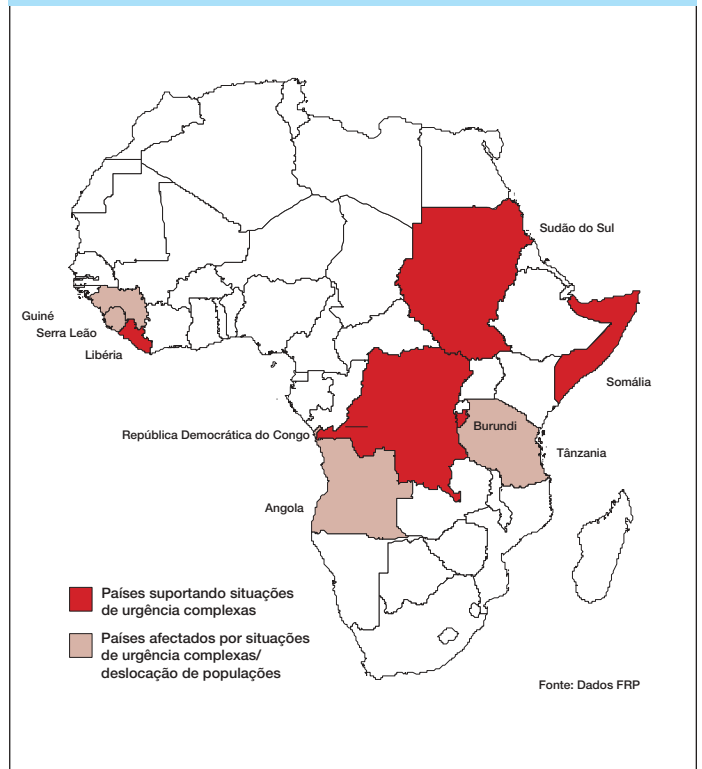 Sudão do Sul
Guiné
Serra Leão
Libéria
Somália
República Democrática do Congo
Burundi
Tânzania
Angola
Países suportando situações
de urgência complexas
Países afectados por situações
de urgência complexas/
deslocação de populações
Fonte: Dados FRP